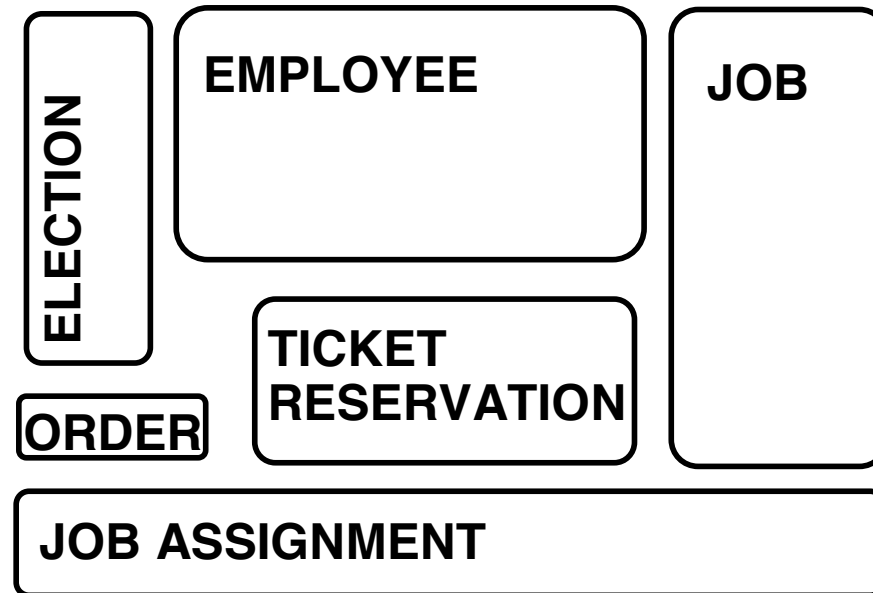 ELECTION
EMPLOYEE
JOB
TICKET
RESERVATION
ORDER
JOB ASSIGNMENT